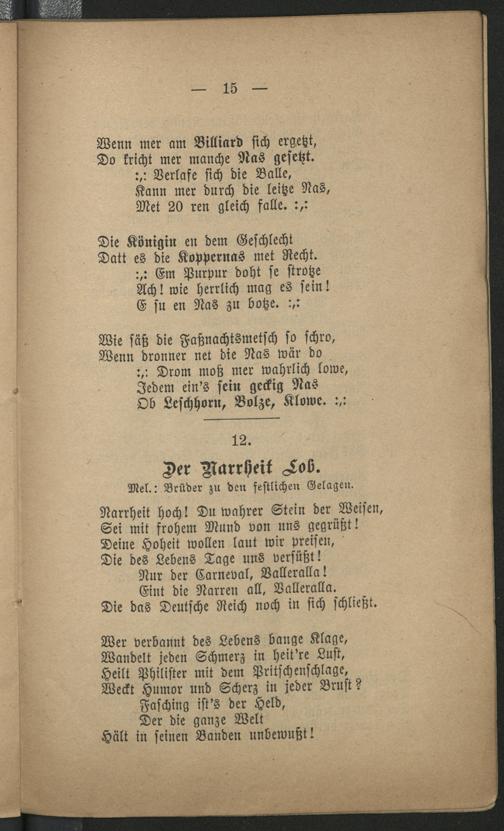 — 15 —
Wenn mer am Billiard sich ergetzt,
Do kricht mer manche Nas gesetzt.
:,: Verlafe sich die Balle,
Kann mer durch die leitze Nas,
Met 20 ren gleich falle. :,:
Die Königin en dem Geschlecht
Datt es die Koppernas met Recht.
:,: Em Purpur doht se strotze
Ach! wie herrlich mag es sein!
E su en Nas zu botze. :,:
Wie säß die Faßnachtsmetsch so schro,
Wenn dronner net die Nas wär do
:,: Drom moß mer wahrlich lowe,
Jedem ein's sein geckig Nas
Ob Leschhorn, Bolze, Klowe. :,:
12.
Der Narrheit Lob.
Mel.: Brüder zu den festlichen Gelagen.
Narrheit hoch! Du wahrer Stein der Weisen,
Sei mit frohem Mund von uns gegrüßt!
Deine Hoheit wollen laut wir preisen,
Die des Lebens Tage uns versüßt!
Nur der Carneval, Valleralla!
Eint die Narren all, Valleralla.
Die das Deutsche Reich noch in sich schließt.
Wer verbannt des Lebens bange Klage,
Wandelt jeden Schmerz in heit're Lust,
Heilt Philister mit dem Pritschenschlage,
Weckt Humor und Scherz in jeder Brust?
Fasching ist's der Held,
Der die ganze Welt
Hält in seinen Banden unbewußt!